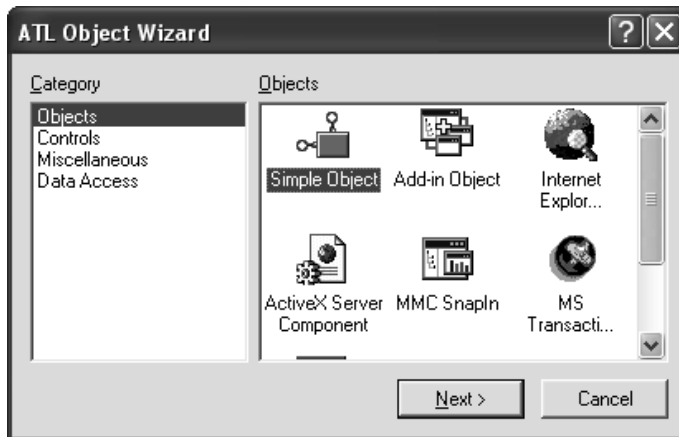 ATL Object Wizard
Category
Objects
Objects
Controls
Miscellaneous
Data Access
Simple Object
Add-in Object
Internet
Explor...
ActiveX Server
Component
MMC SnapIn
MS
Transacti...
Next >
Cancel